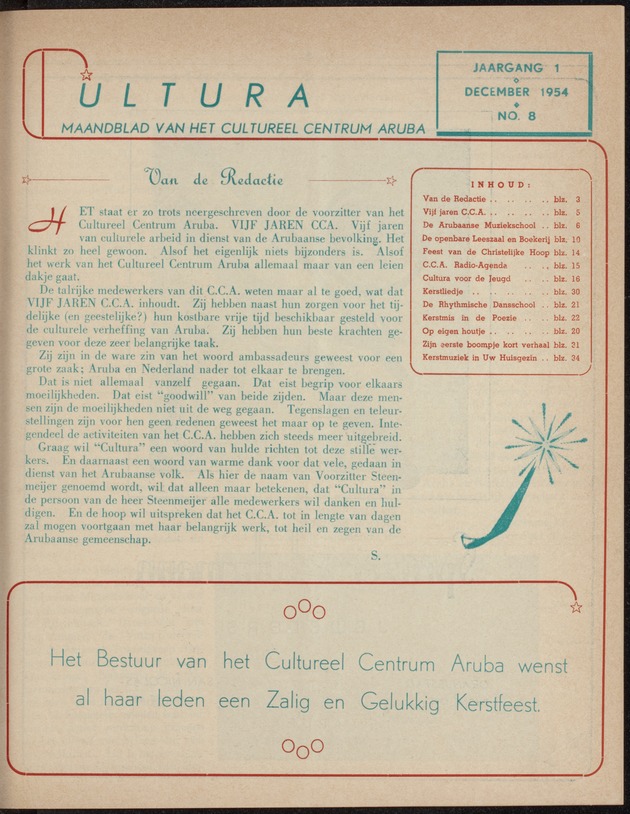 CULTURA
MAANDBLAD VAN HET CULTUREEL CENTRUM ARUBA
JAARGANG 1
DECEMBER 1954
NO. 8
Van de Redactie
HET staat er zo trots neergeschreven door de voorzitter van het
Cultureel Centrum Aruba. VIJF JAREN CCA. Vijf jaren
van culturele arbeid in dienst van de Arubaanse bevolking. Het
klinkt zo heel gewoon. Alsof het eigenlijk niets bijzonders is. Alsof
het werk van het Cultureel Centrum Aruba allemaal maar van een leien
dakje gaat.
De talrijke medewerkers van dit C.C.A. weten maar al te goed, wat dat
VIJF JAREN C.C.A. inhoudt. Zij hebben naast hun zorgen voor het tij-
delijke (en geestelijke?) hun kostbare vrije tijd beschikbaar gesteld voor
de culturele verheffing van Aruba. Zij hebben hun beste krachten ge-
geven voor deze zeer belangrijke taak.
Zij zijn in de ware zin van het woord ambassadeurs geweest voor een
grote zaak; Aruba en Nederland nader tot elkaar te brengen.
Dat is niet allemaal vanzelf gegaan. Dat eist begrip voor elkaars
moeilijkheden. Dat eist "goodwill" van beide zijden. Maar deze men-
sen zijn de moeilijkheden niet uit de weg gegaan. Tegenslagen en teleur-
stellingen zijn voor hen geen redenen geweest het maar op te geven. Inte-
gendeel de activiteiten van het C.C.A. hebben zich steeds meer uitgebreid.
Graag wil "Cultura" een woord van hulde richten tot deze stille wer-
kers. En daarnaast een woord van warme dank voor dat vele, gedaan in
dienst van het Arubaanse volk. Als hier de naam van Voorzitter Steen-
meijer genoemd wordt, wil dat alleen maar betekenen, dat "Cultura" in
de persoon van de heer Steenmeijer alle medewerkers wil danken en hul-
digen. En de hoop wil uitspreken dat het C.C.A. tot in lengte van dagen
zal mogen voortgaan met haar belangrijk werk, tot heil en zegen van de
Arubaanse gemeenschap.
S.
INHOUD:
Van de Redactie .. .. .. .. blz. 3
Vijf jaren C.C.A. .. .. .. .. blz. 5
De Arubaanse Muziekschool .. blz. 6
De openbare Leeszaal en Boekerij blz. 10
Feest van de Christelijke Hoop blz. 14
C.C.A. Radio-Agenda .. .. blz. 15
Cultura voor de Jeugd .. .. blz. 16
Kerstliedje .. .. .. .. blz. 30
De Rhythmische Dansschool .. blz. 21
Kerstmis in de Poezie .. .. blz. 22
Op eigen houtje .. .. .. blz. 20
Zijn eerste boompje kort verhaal blz. 21
Kerstmuziek in Uw Huisgezin .. blz. 34
Het Bestuur van het Cultureel Centrum Aruba wenst
al haar leden een Zalig en Gelukkig Kerstfeest.